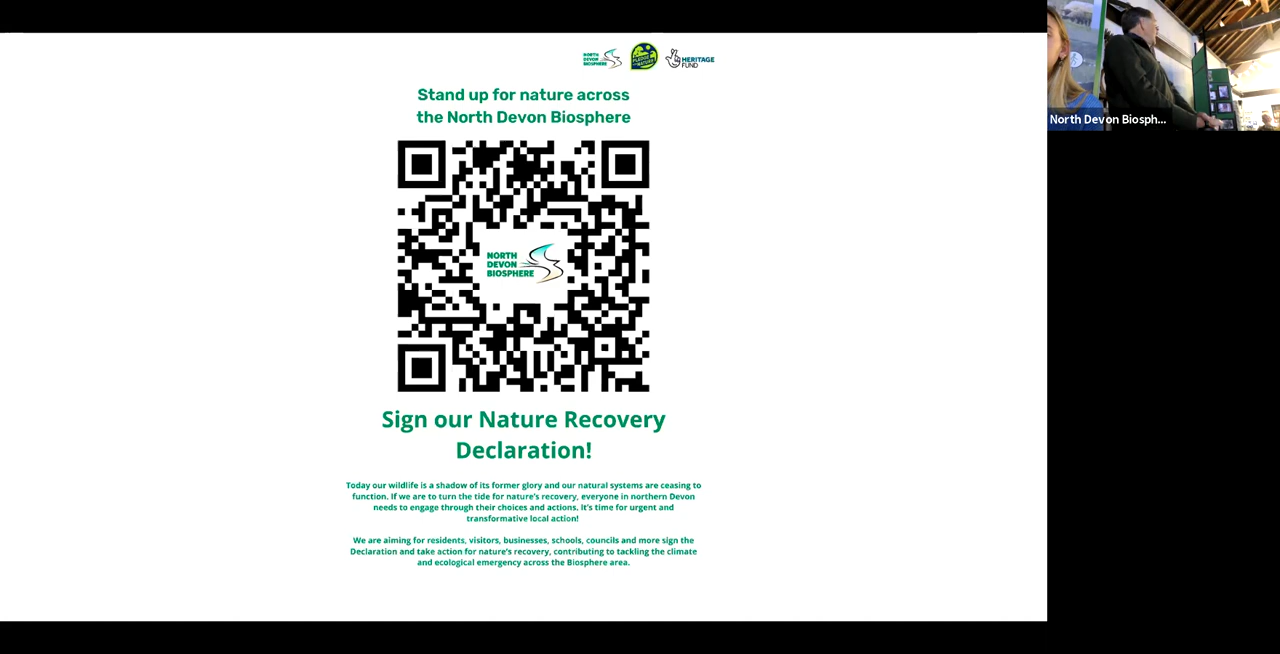 NORTH
DEVON
BIOSPHERE
PLEDGE
FOR NATURE
HERITAGE
FUND
Stand up for nature across
the North Devon Biosphere
NORTH
DEVON
BIOSPHERE
Sign our Nature Recovery
Declaration!
Today our wildlife is a shadow of its former glory and our natural systems are ceasing to
function. If we are to turn the tide for nature's recovery, everyone in northern Devon
needs to engage through their choices and actions. It's time for urgent and
transformative local action!
We are aiming for residents, visitors, businesses, schools, councils and more sign the
Declaration and take action for nature's recovery, contributing to tackling the climate
and ecological emergency across the Biosphere area.
North Devon Biosph...